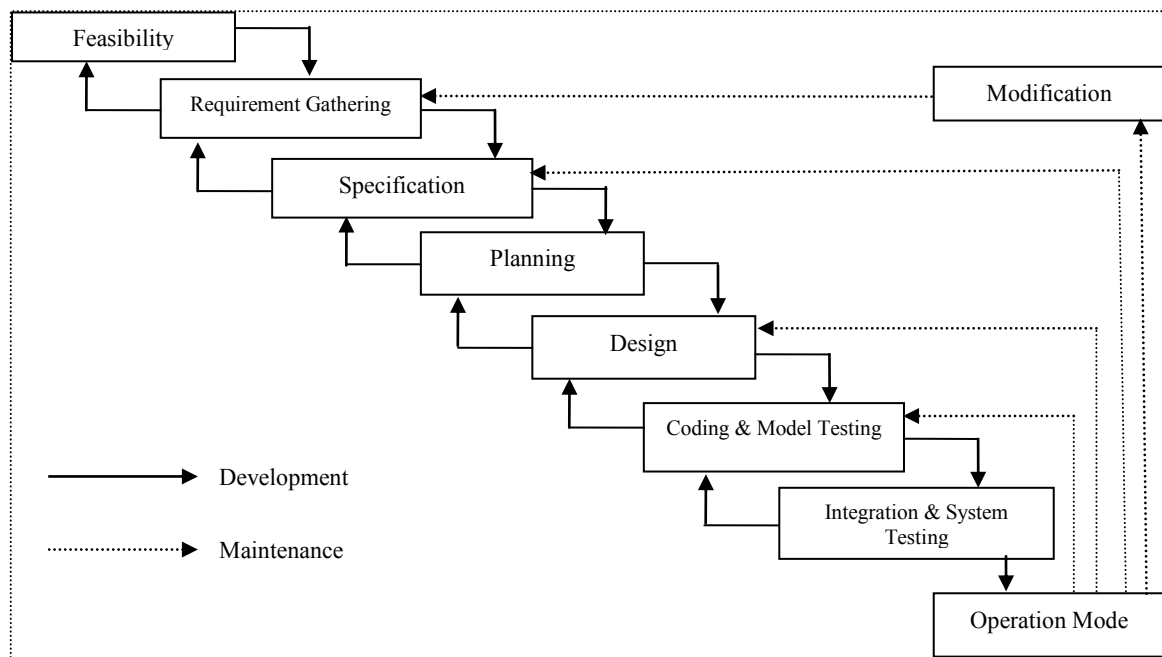 Feasibility
Requirement Gathering
Modification
Specification
Planning
Design
Coding & Model Testing
Development
Integration & System
Testing
Maintenance
Operation Mode